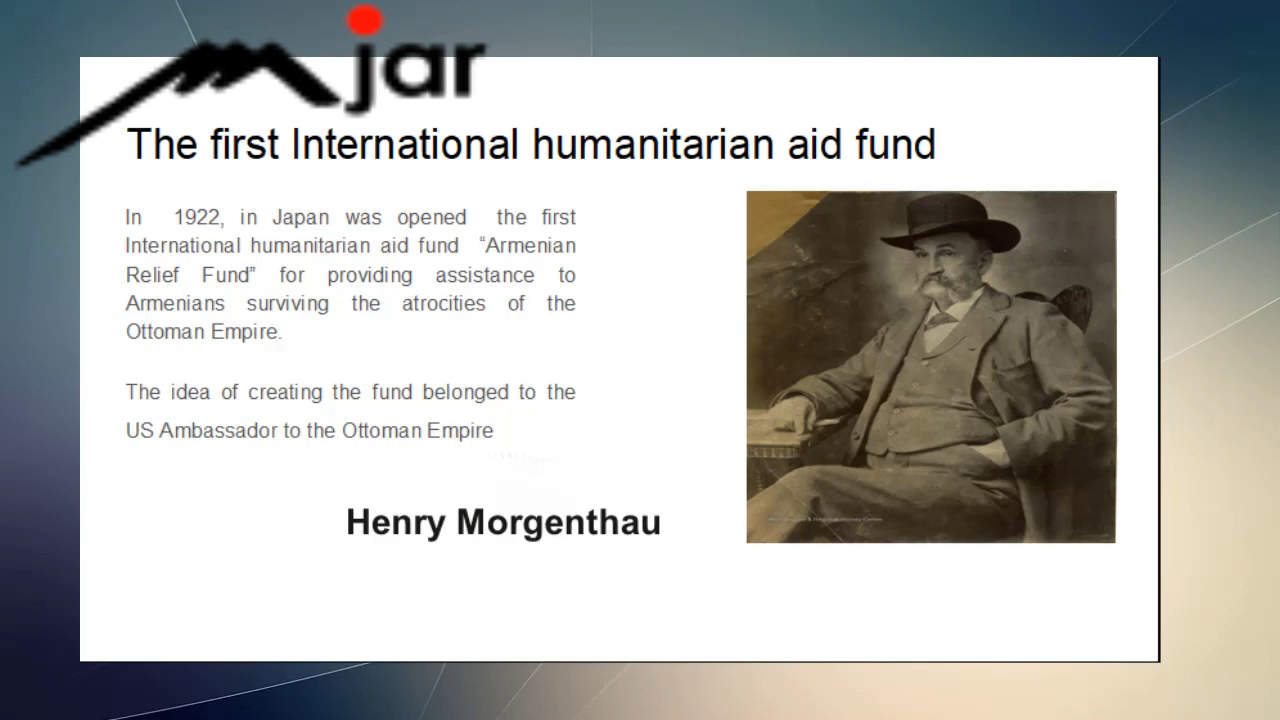 jar
The first International humanitarian aid fund
In 1922, in Japan was opened the first
International humanitarian aid fund “Armenian
Relief Fund” for providing assistance to
Armenians surviving the atrocities of the
Ottoman Empire.
The idea of creating the fund belonged to the
US Ambassador to the Ottoman Empire
Henry Morgenthau